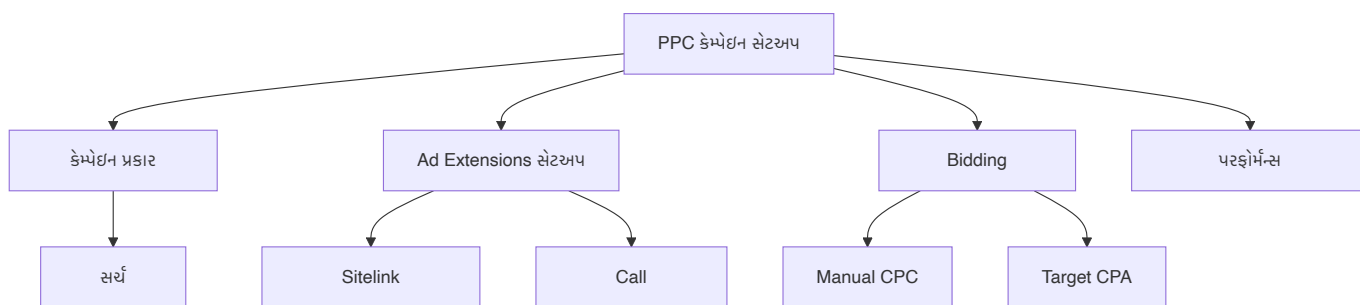 PPC કેમ્પેઇન સેટઅપ
કેમ્પેઇન પ્રકાર
Ad Extensions સેટઅપ
Bidding
પરફોર્મન્સ
સર્ચ
Sitelink
Call
Manual CPC
Target CPA